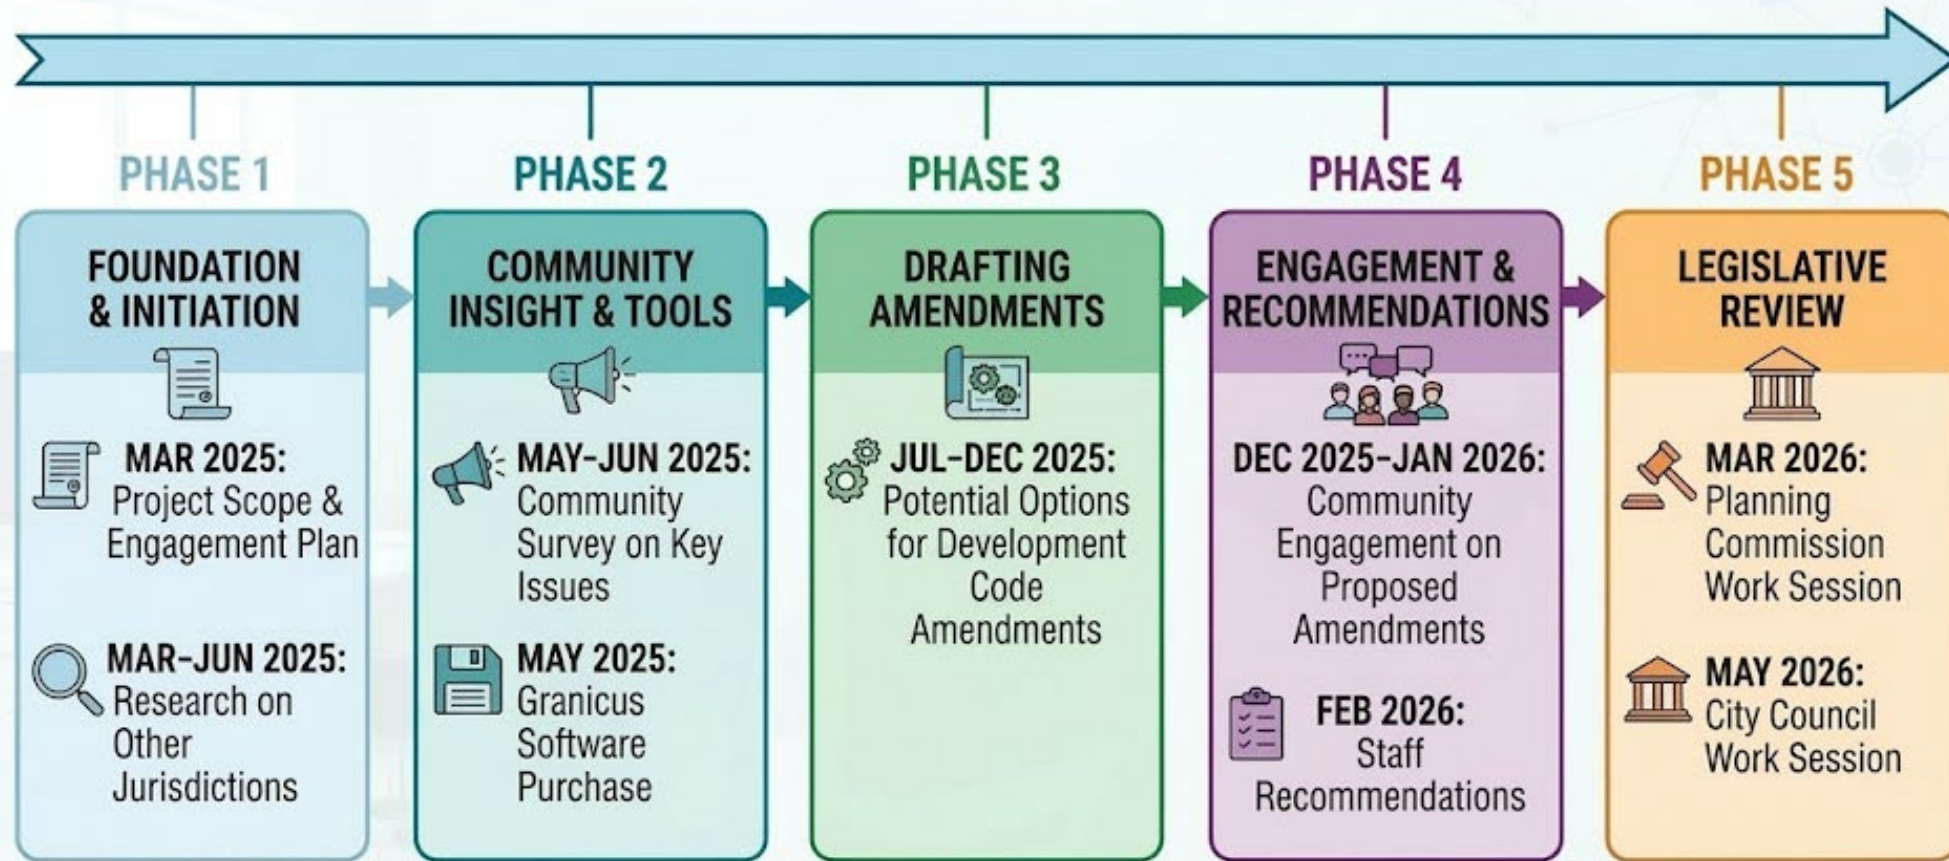 PHASE 1
FOUNDATION
& INITIATION
MAR 2025:
Project Scope &
Engagement Plan
MAR-JUN 2025:
Research on
Other
Jurisdictions
PHASE 2
COMMUNITY
INSIGHT & TOOLS
MAY-JUN 2025:
Community
Survey on Key
Issues
MAY 2025:
Granicus
Software
Purchase
PHASE 3
DRAFTING
AMENDMENTS
JUL-DEC 2025:
Potential Options
for Development
Code
Amendments
PHASE 4
ENGAGEMENT &
RECOMMENDATIONS
DEC 2025-JAN 2026:
Community
Engagement on
Proposed
Amendments
FEB 2026:
Staff
Recommendations
PHASE 5
LEGISLATIVE
REVIEW
MAR 2026:
Planning
Commission
Work Session
MAY 2026:
City Council
Work Session